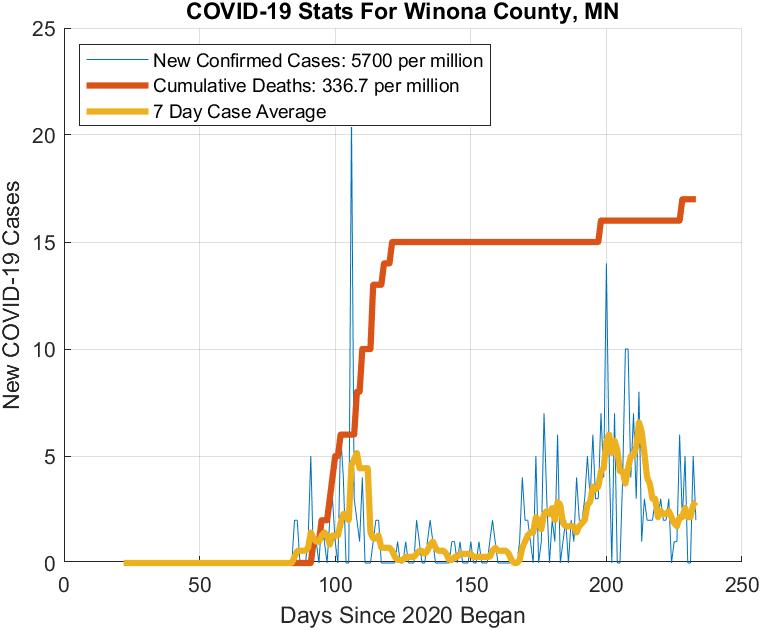 COVID-19 Stats For Winona County, MN
25
New Confirmed Cases: 5700 per million
Cumulative Deaths: 336.7 per million
7 Day Case Average
20
15
10
5
0
New COVID-19 Cases
0 50 100 150 200 250
Days Since 2020 Began